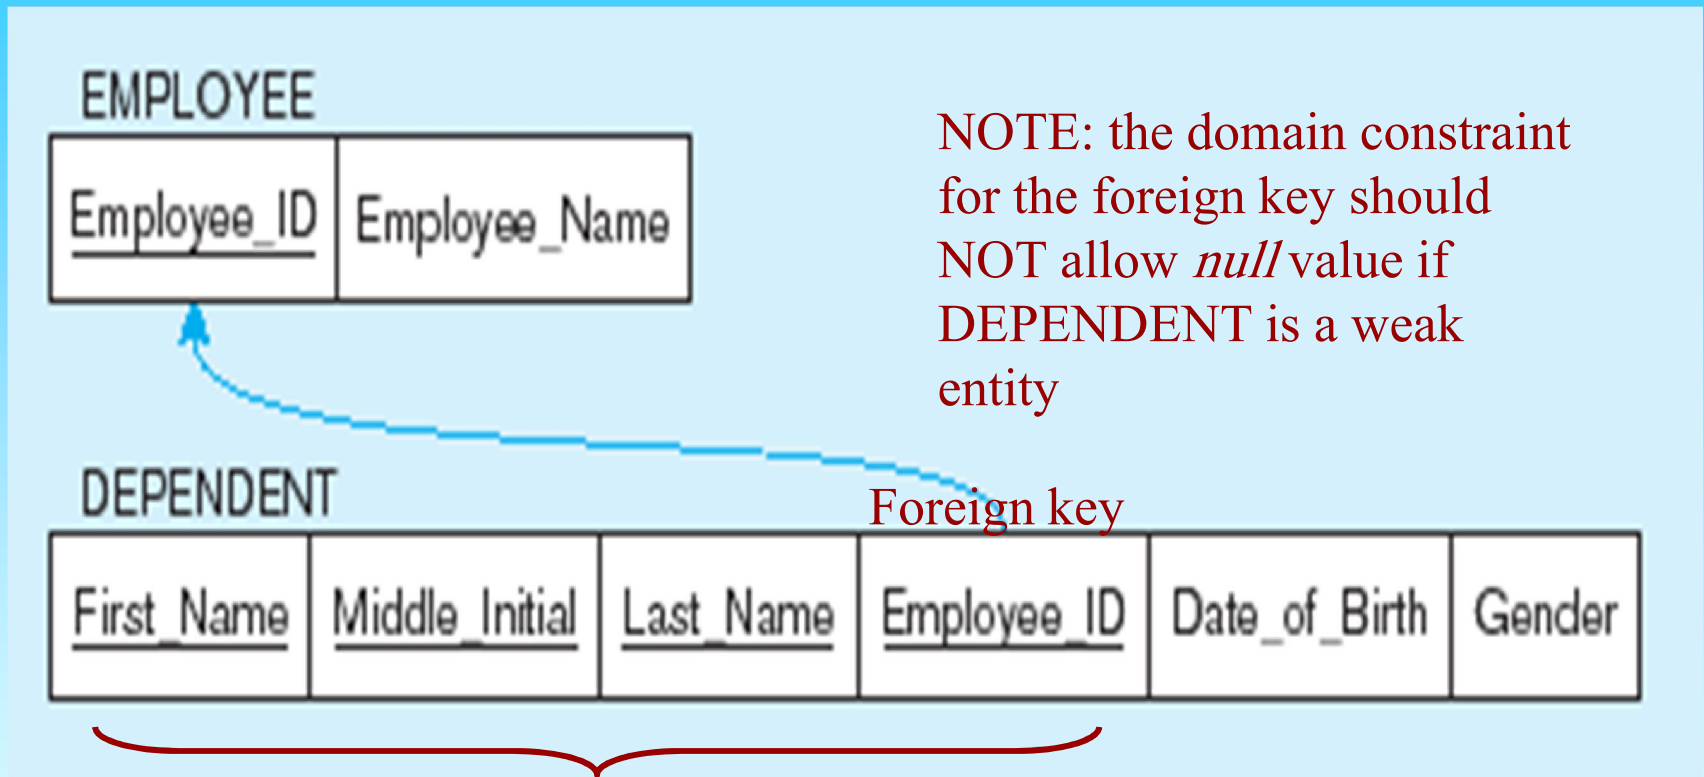 EMPLOYEE
Employee_ID Employee_Name
NOTE: the domain constraint
for the foreign key should
NOT allow null value if
DEPENDENT is a weak
entity
DEPENDENT
Foreign key
First_Name Middle_Initial Last_Name Employee_ID Date_of_Birth Gender